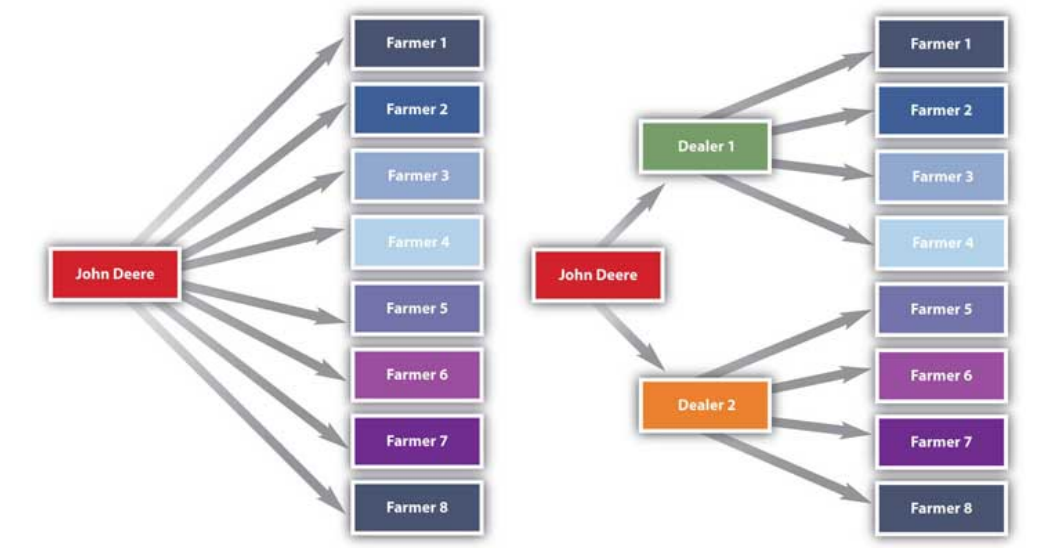 Farmer 1
Farmer 2
Farmer 3
Farmer 4
John Deere
Farmer 5
Farmer 6
Farmer 7
Farmer 8
Farmer 1
Farmer 2
Dealer 1
Farmer 3
Farmer 4
John Deere
Farmer 5
Farmer 6
Dealer 2
Farmer 7
Farmer 8